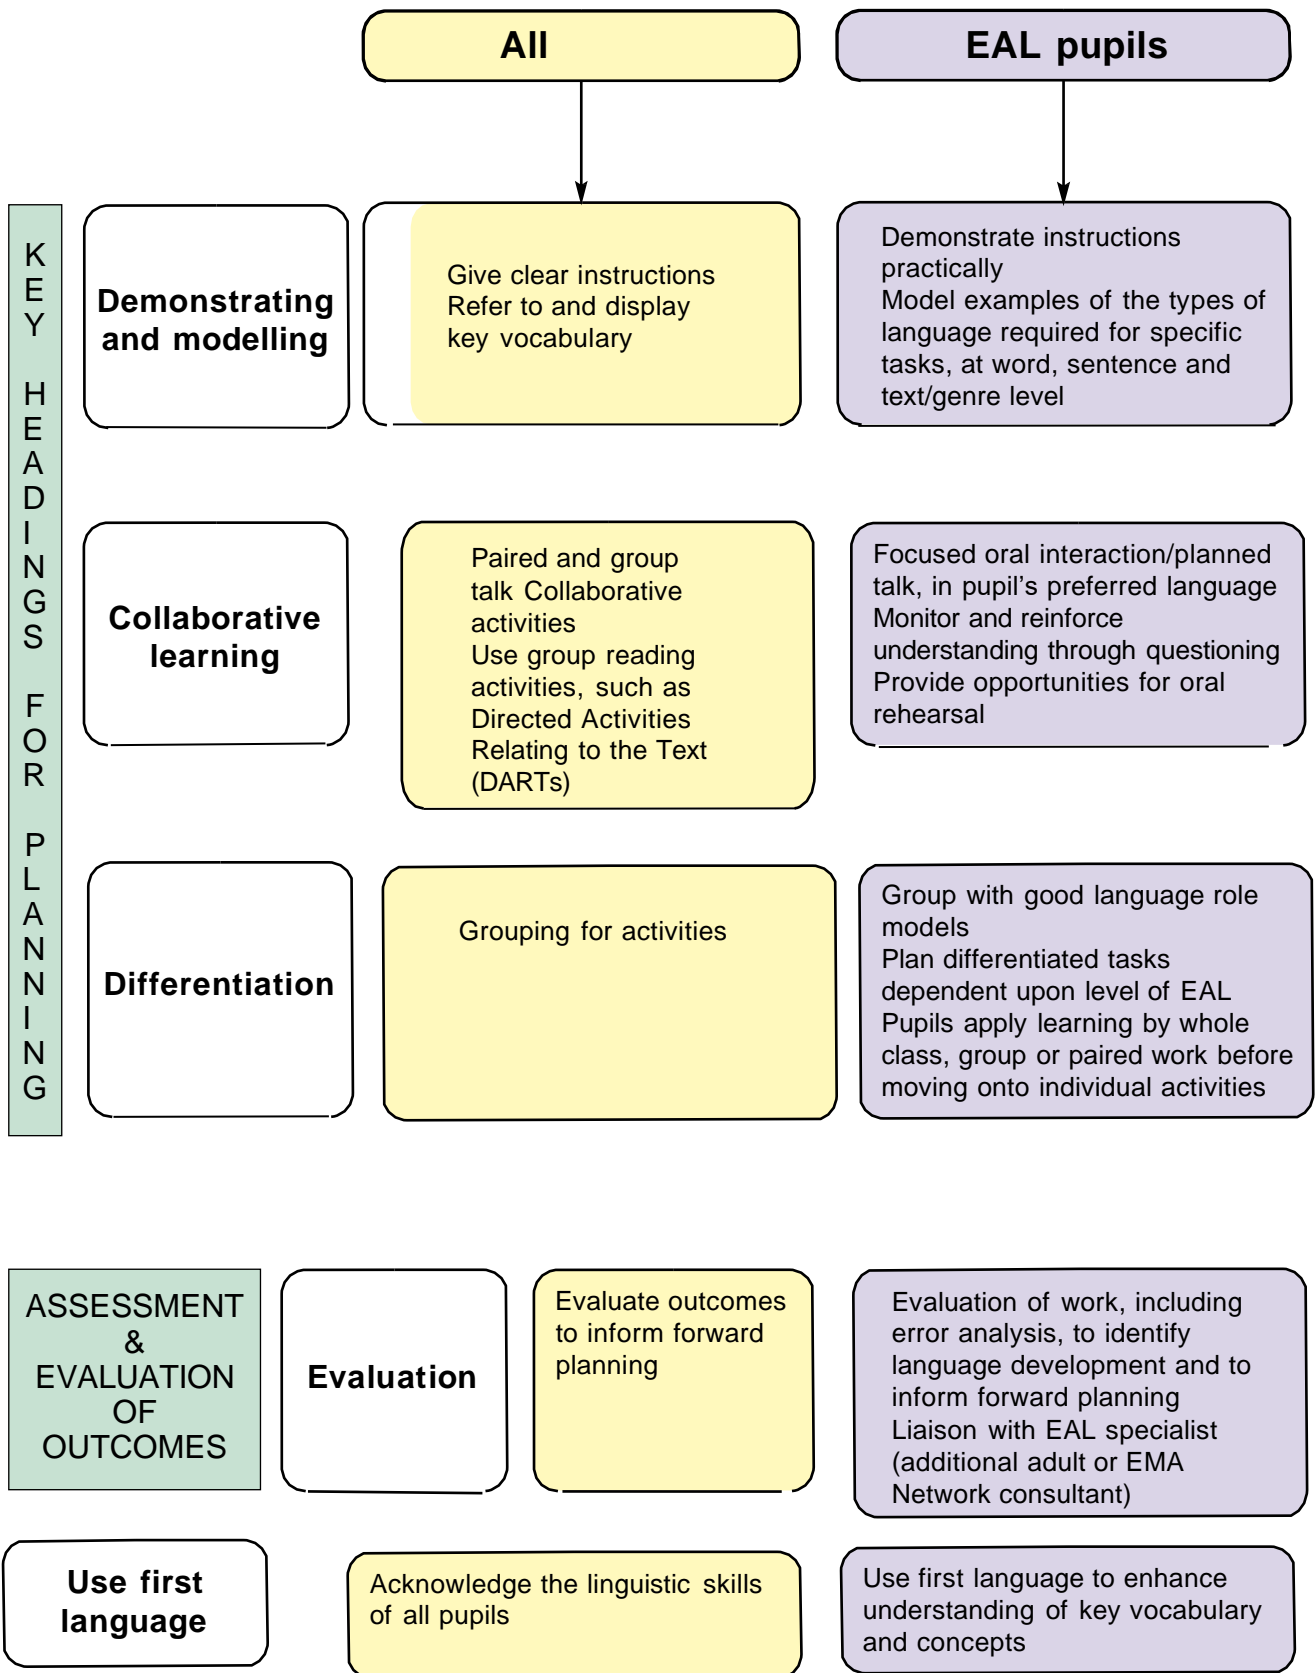 All
EAL pupils
KEY HEADINGS FOR PLANNING
Demonstrating
and modelling
Give clear instructions
Refer to and display
key vocabulary
Demonstrate instructions
practically
Model examples of the types of
language required for specific
tasks, at word, sentence and
text/genre level
Collaborative
learning
Paired and group
talk Collaborative
activities
Use group reading
activities, such as
Directed Activities
Relating to the Text
(DARTs)
Focused oral interaction/planned
talk, in pupil's preferred language
Monitor and reinforce
understanding through questioning
Provide opportunities for oral
rehearsal
Differentiation
Grouping for activities
Group with good language role
models
Plan differentiated tasks
dependent upon level of EAL
Pupils apply learning by whole
class, group or paired work before
moving onto individual activities
ASSESSMENT
&
EVALUATION
OF
OUTCOMES
Evaluation
Evaluate outcomes
to inform forward
planning
Evaluation of work, including
error analysis, to identify
language development and to
inform forward planning
Liaison with EAL specialist
(additional adult or EMA
Network consultant)
Use first
language
Acknowledge the linguistic skills
of all pupils
Use first language to enhance
understanding of key vocabulary
and concepts